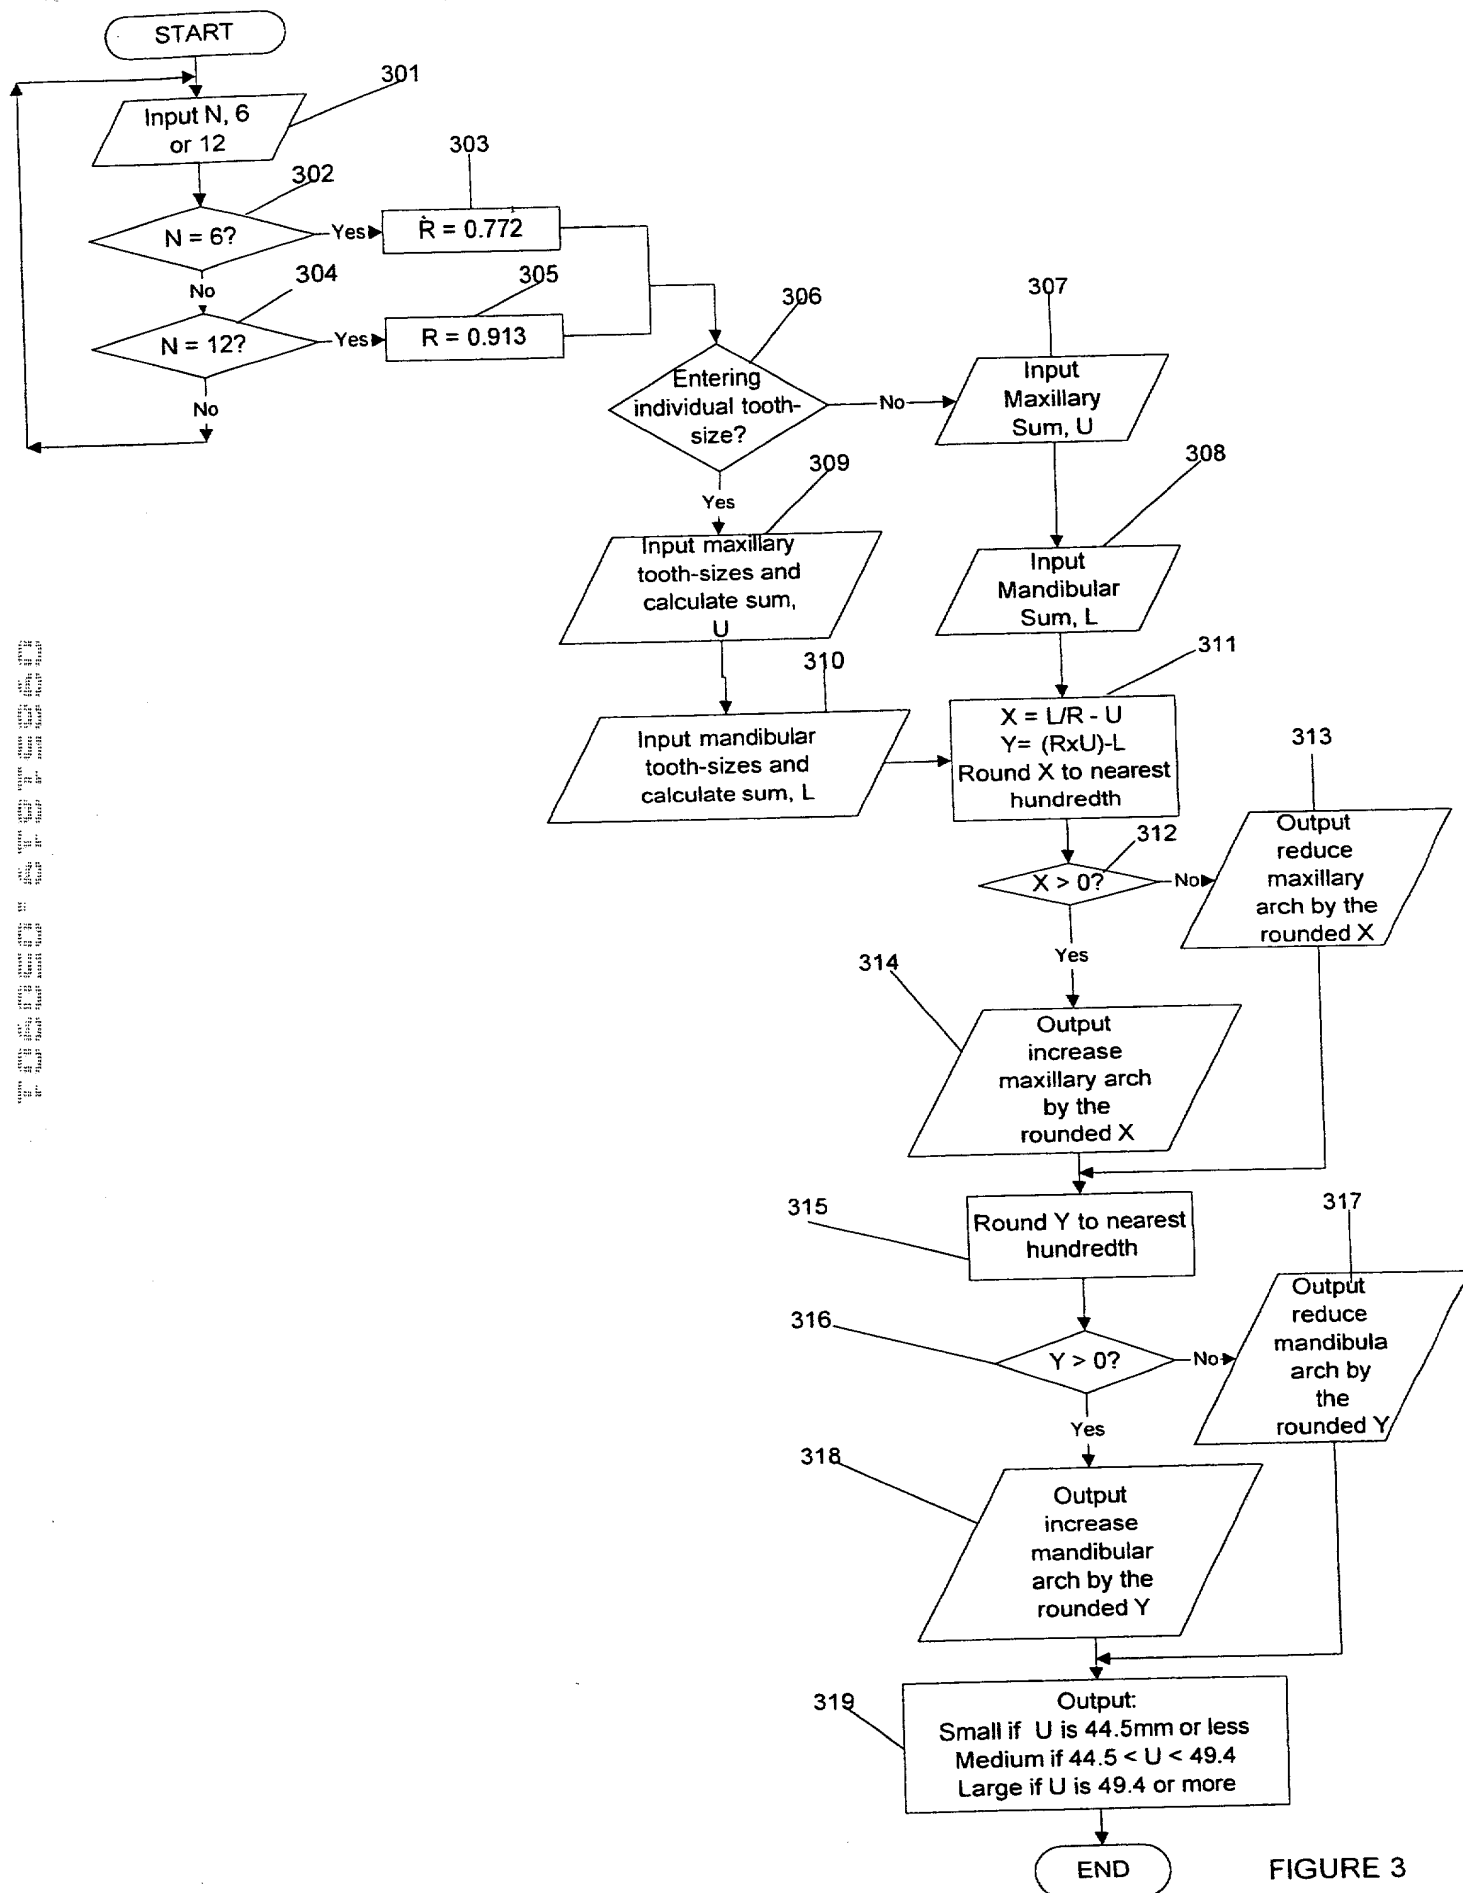 START
301
Input N, 6
or 12
302
303
N = 6?
Yes
R = 0.772
No
304
305
N = 12?
Yes
R = 0.913
No
306
307
Entering
individual tooth-
size?
No
Input
Maxillary
Sum, U
Yes
309
308
Input maxillary
tooth-sizes and
calculate sum,
U
Input
Mandibular
Sum, L
310
311
Input mandibular
tooth-sizes and
calculate sum, L
X = L/R - U
Y= (RxU)-L
Round X to nearest
hundredth
312
313
X > 0?
No
Output
reduce
maxillary
arch by the
rounded X
Yes
314
Output
increase
maxillary arch
by the
rounded X
315
Round Y to nearest
hundredth
316
317
Y > 0?
No
Output
reduce
mandibula
arch by
the
rounded Y
Yes
318
Output
increase
mandibular
arch by the
rounded Y
319
Output:
Small if U is 44.5mm or less
Medium if 44.5 < U < 49.4
Large if U is 49.4 or more
END
FIGURE 3